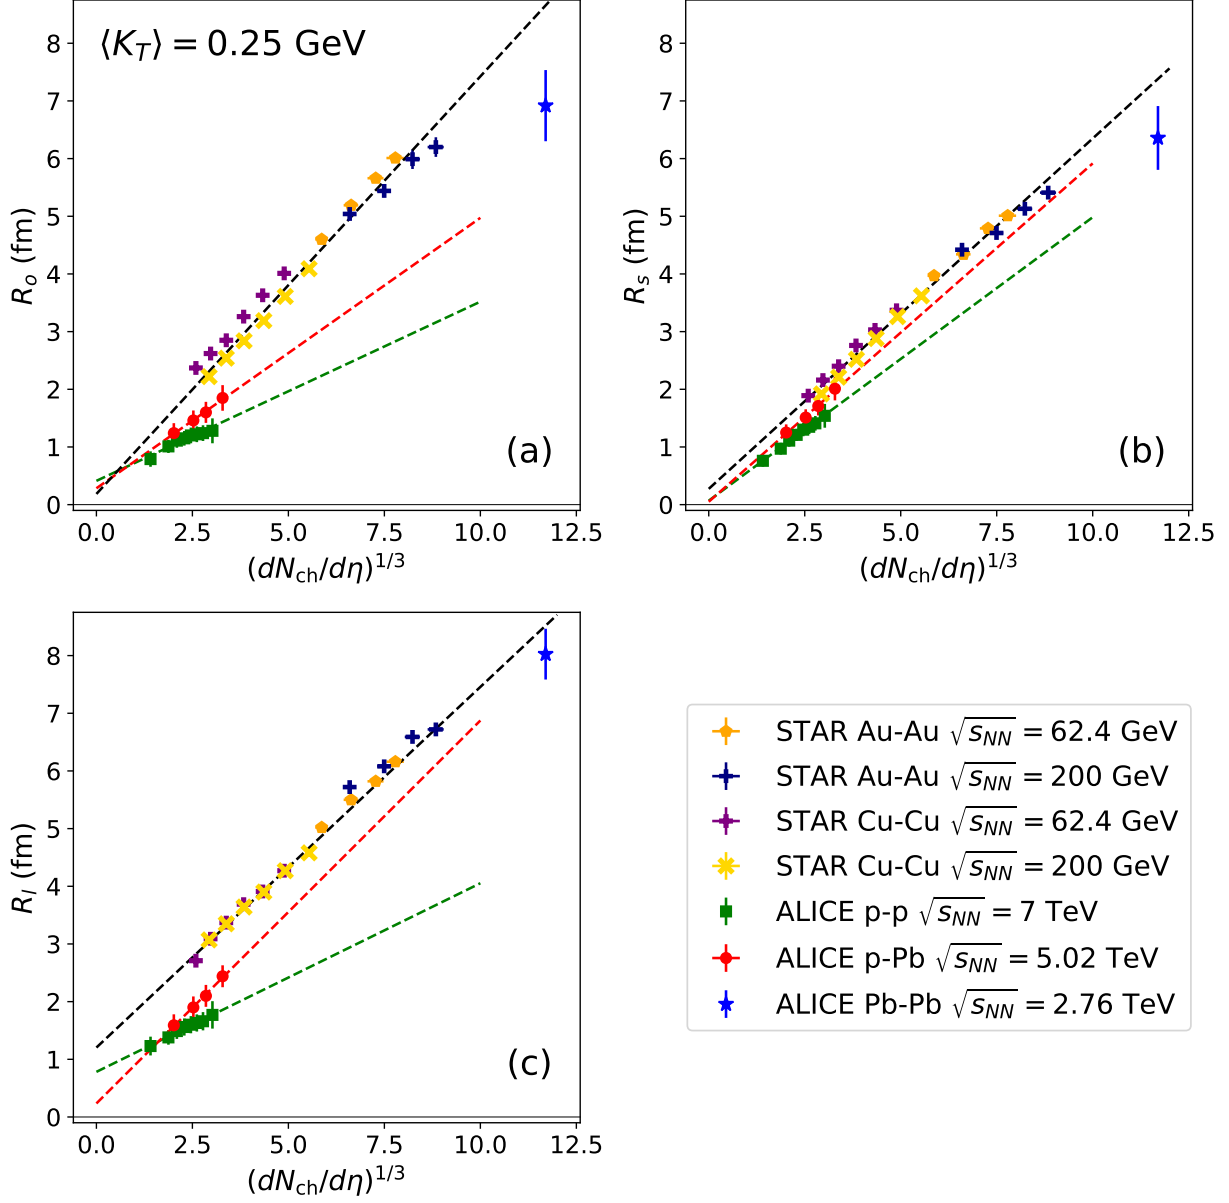 ⟨K_T⟩ = 0.25 GeV
8
7
6
5
4
3
2
1
0
R_o (fm)
(a)
0.0 2.5 5.0 7.5 10.0 12.5
(dN_ch/dη)^1/3
8
7
6
5
4
3
2
1
0
R_s (fm)
(b)
0.0 2.5 5.0 7.5 10.0 12.5
(dN_ch/dη)^1/3
8
7
6
5
4
3
2
1
0
R_l (fm)
(c)
0.0 2.5 5.0 7.5 10.0 12.5
(dN_ch/dη)^1/3
STAR Au-Au √s_NN = 62.4 GeV
STAR Au-Au √s_NN = 200 GeV
STAR Cu-Cu √s_NN = 62.4 GeV
STAR Cu-Cu √s_NN = 200 GeV
ALICE p-p √s_NN = 7 TeV
ALICE p-Pb √s_NN = 5.02 TeV
ALICE Pb-Pb √s_NN = 2.76 TeV